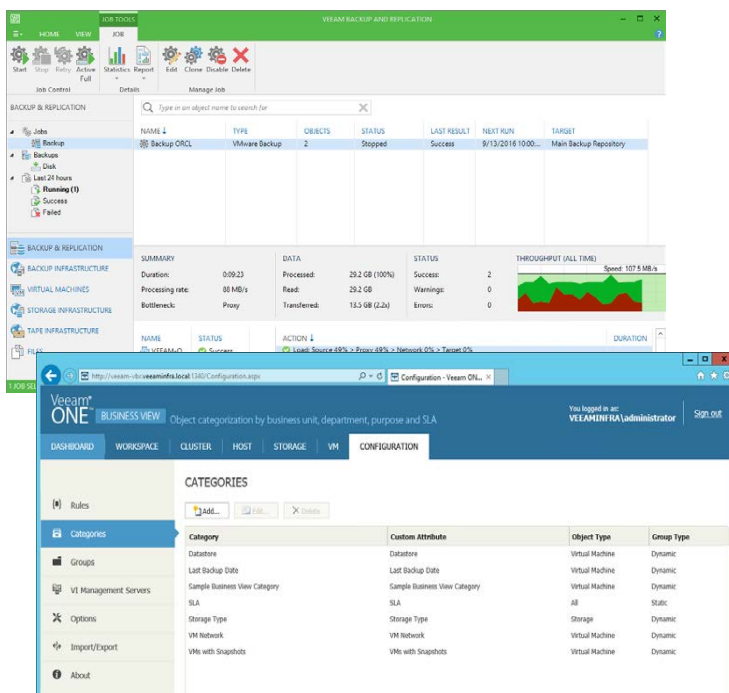 JOB TOOLS
VEEAM BACKUP AND REPLICATION
HOME VIEW JOB
Start Stop Retry Active Full Statistics Report Edit Clone Disable Delete
Job Control Details Manage Job
BACKUP & REPLICATION
Type in an object name to search for
Jobs
Backup
Backups
Disk
Last 24 hours
Running (1)
Success
Failed
NAME TYPE OBJECTS STATUS LAST RESULT NEXT RUN TARGET
Backup ORCL VMware Backup 2 Stopped Success 9/13/2016 10:00... Main Backup Repository
BACKUP & REPLICATION
BACKUP INFRASTRUCTURE
VIRTUAL MACHINES
STORAGE INFRASTRUCTURE
TAPE INFRASTRUCTURE
FILES
SUMMARY DATA STATUS THROUGHPUT (ALL TIME)
Speed: 107.5 MB/s
Duration: 0:09:23 Processed: 29.2 GB (100%) Success: 2
Processing rate: 88 MB/s Read: 29.2 GB Warnings: 0
Bottleneck: Proxy Transferred: 13.5 GB (2.2x) Errors: 0
NAME STATUS ACTION DURATION
Success Load: Source 49% > Proxy 49% > Network 0% > Target 0%
1 JOB SEL
http://veeam-vbr.veeaminfra.local:1340/Configuration.aspx
Configuration - Veeam ON...
Veeam
ONE BUSINESS VIEW Object categorization by business unit, department, purpose and SLA
You logged in as:
VEEAMINFRA\administrator
Sign out
DASHBOARD WORKSPACE CLUSTER HOST STORAGE VM CONFIGURATION
Rules
Categories
Groups
VI Management Servers
Options
Import/Export
About
CATEGORIES
Add... Edit... Delete
Category Custom Attribute Object Type Group Type
Datastore Datastore Virtual Machine Dynamic
Last Backup Date Last Backup Date Virtual Machine Dynamic
Sample Business View Category Sample Business View Category Virtual Machine Dynamic
SLA SLA All Static
Storage Type Storage Type Storage Dynamic
VM Network VM Network Virtual Machine Dynamic
VMs with Snapshots VMs with Snapshots Virtual Machine Dynamic